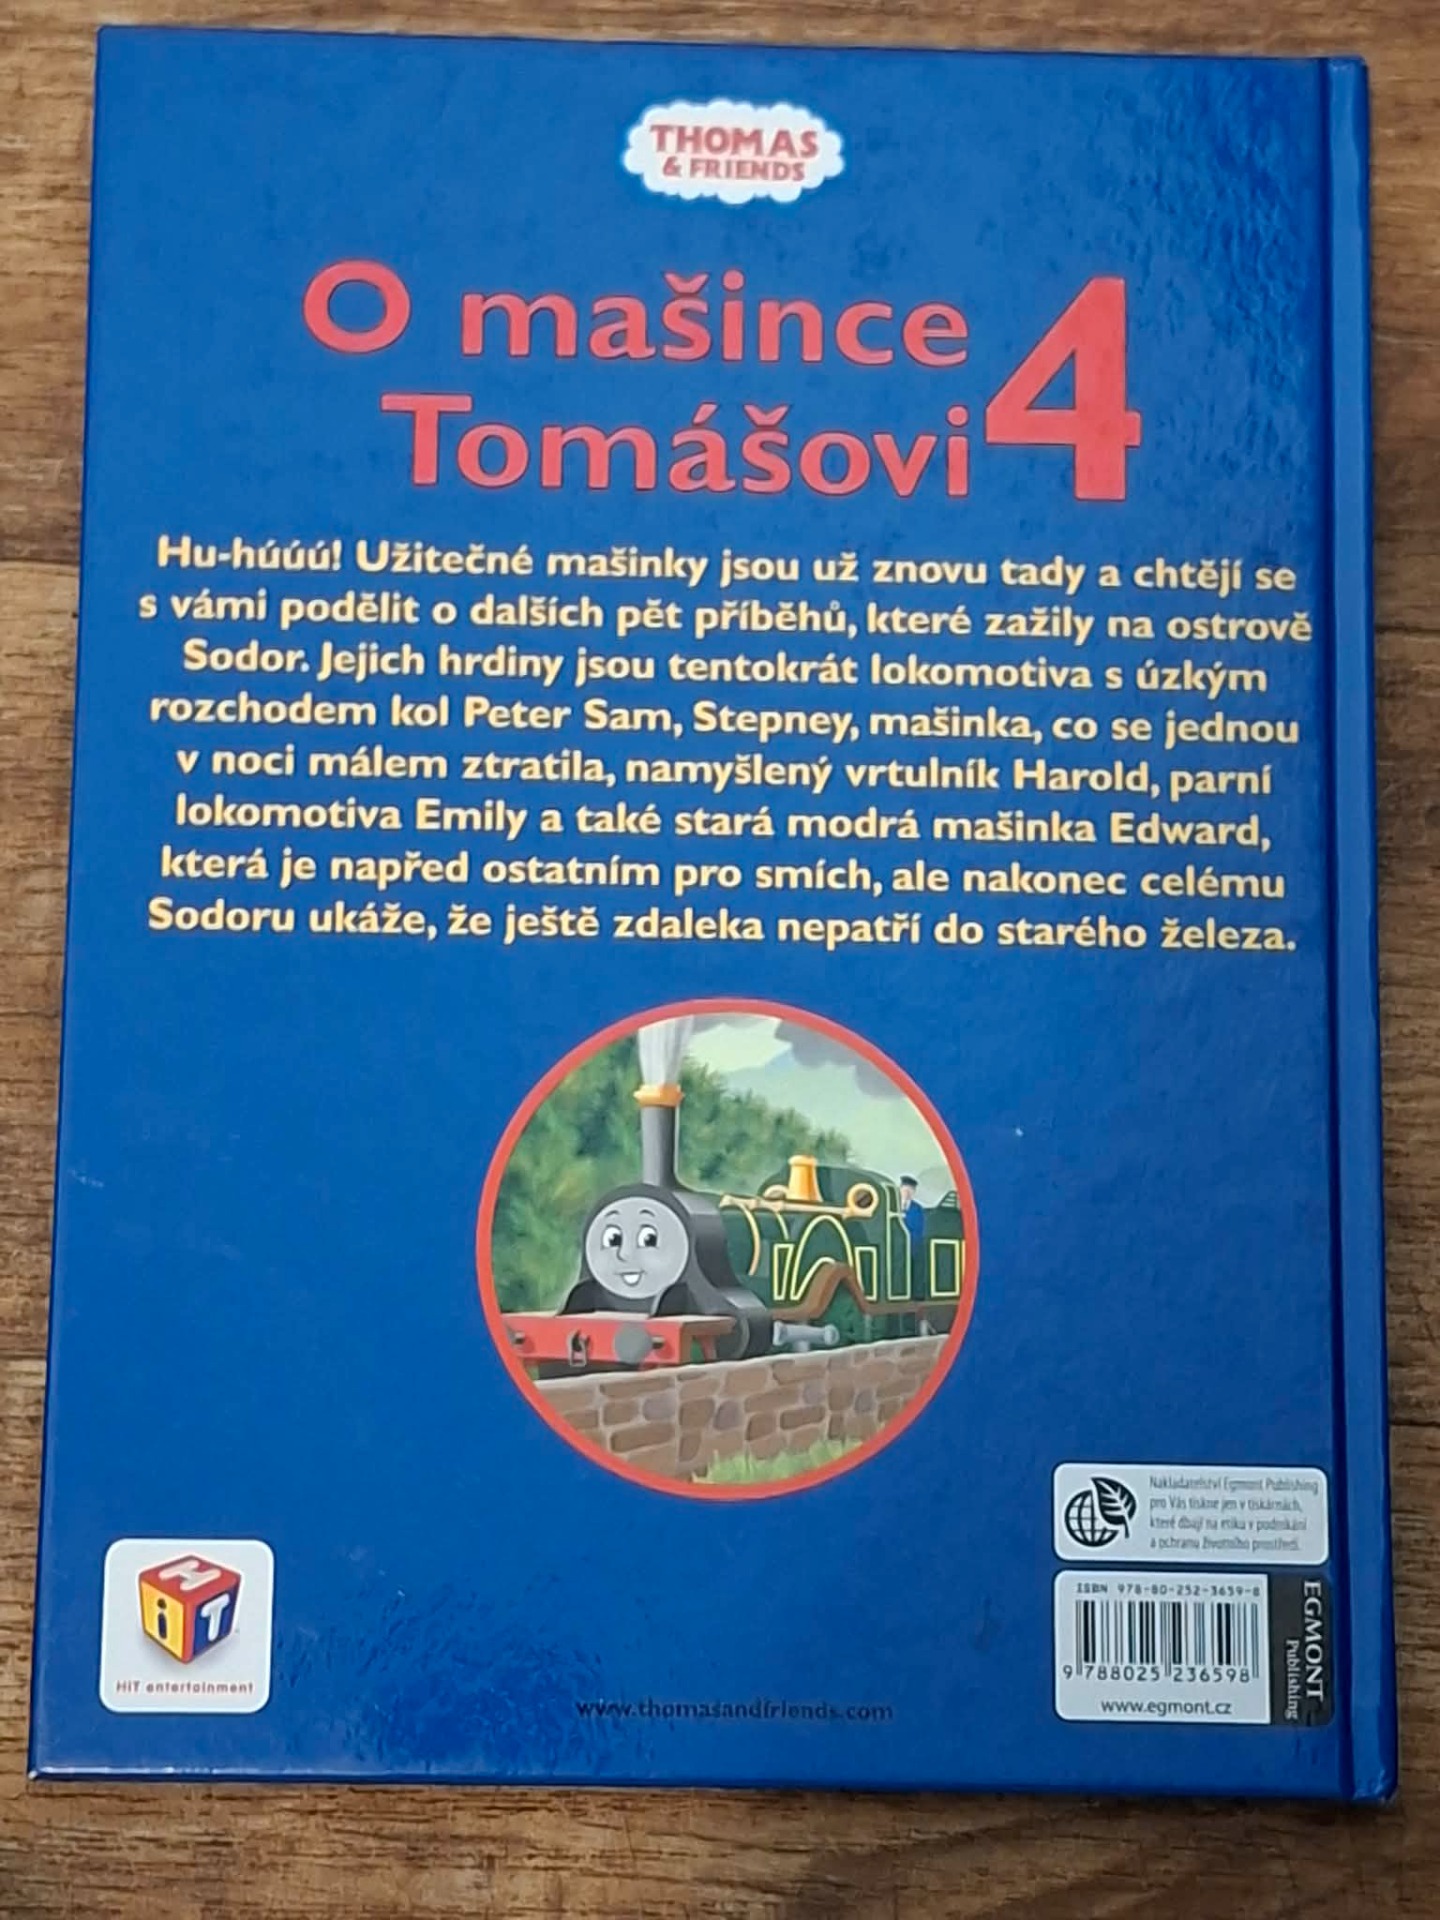 THOMAS
& FRIENDS
O mašince
Tomášovi 4
Hu-húúú! Užitečné mašinky jsou už znovu tady a chtějí se
s vámi podělit o dalších pět příběhů, které zažily na ostrově
Sodor. Jejich hrdiny jsou tentokrát lokomotiva s úzkým
rozchodem kol Peter Sam, Stepney, mašinka, co se jednou
v noci málem ztratila, namyšlený vrtulník Harold, parní
lokomotiva Emily a také stará modrá mašinka Edward,
která je napřed ostatním pro smích, ale nakonec celému
Sodoru ukáže, že ještě zdaleka nepatří do starého železa.
Nakladatelství Egmont Publishing
pro Vás tiskne jen v tiskárnách,
které dbají na etiku v podnikání
a ochranu životního prostředí.
HiT
HiT entertainment
www.thomasandfriends.com
ISBN 978-80-252-3659-8
9 788025 236598
www.egmont.cz
EGMONT
Publishing